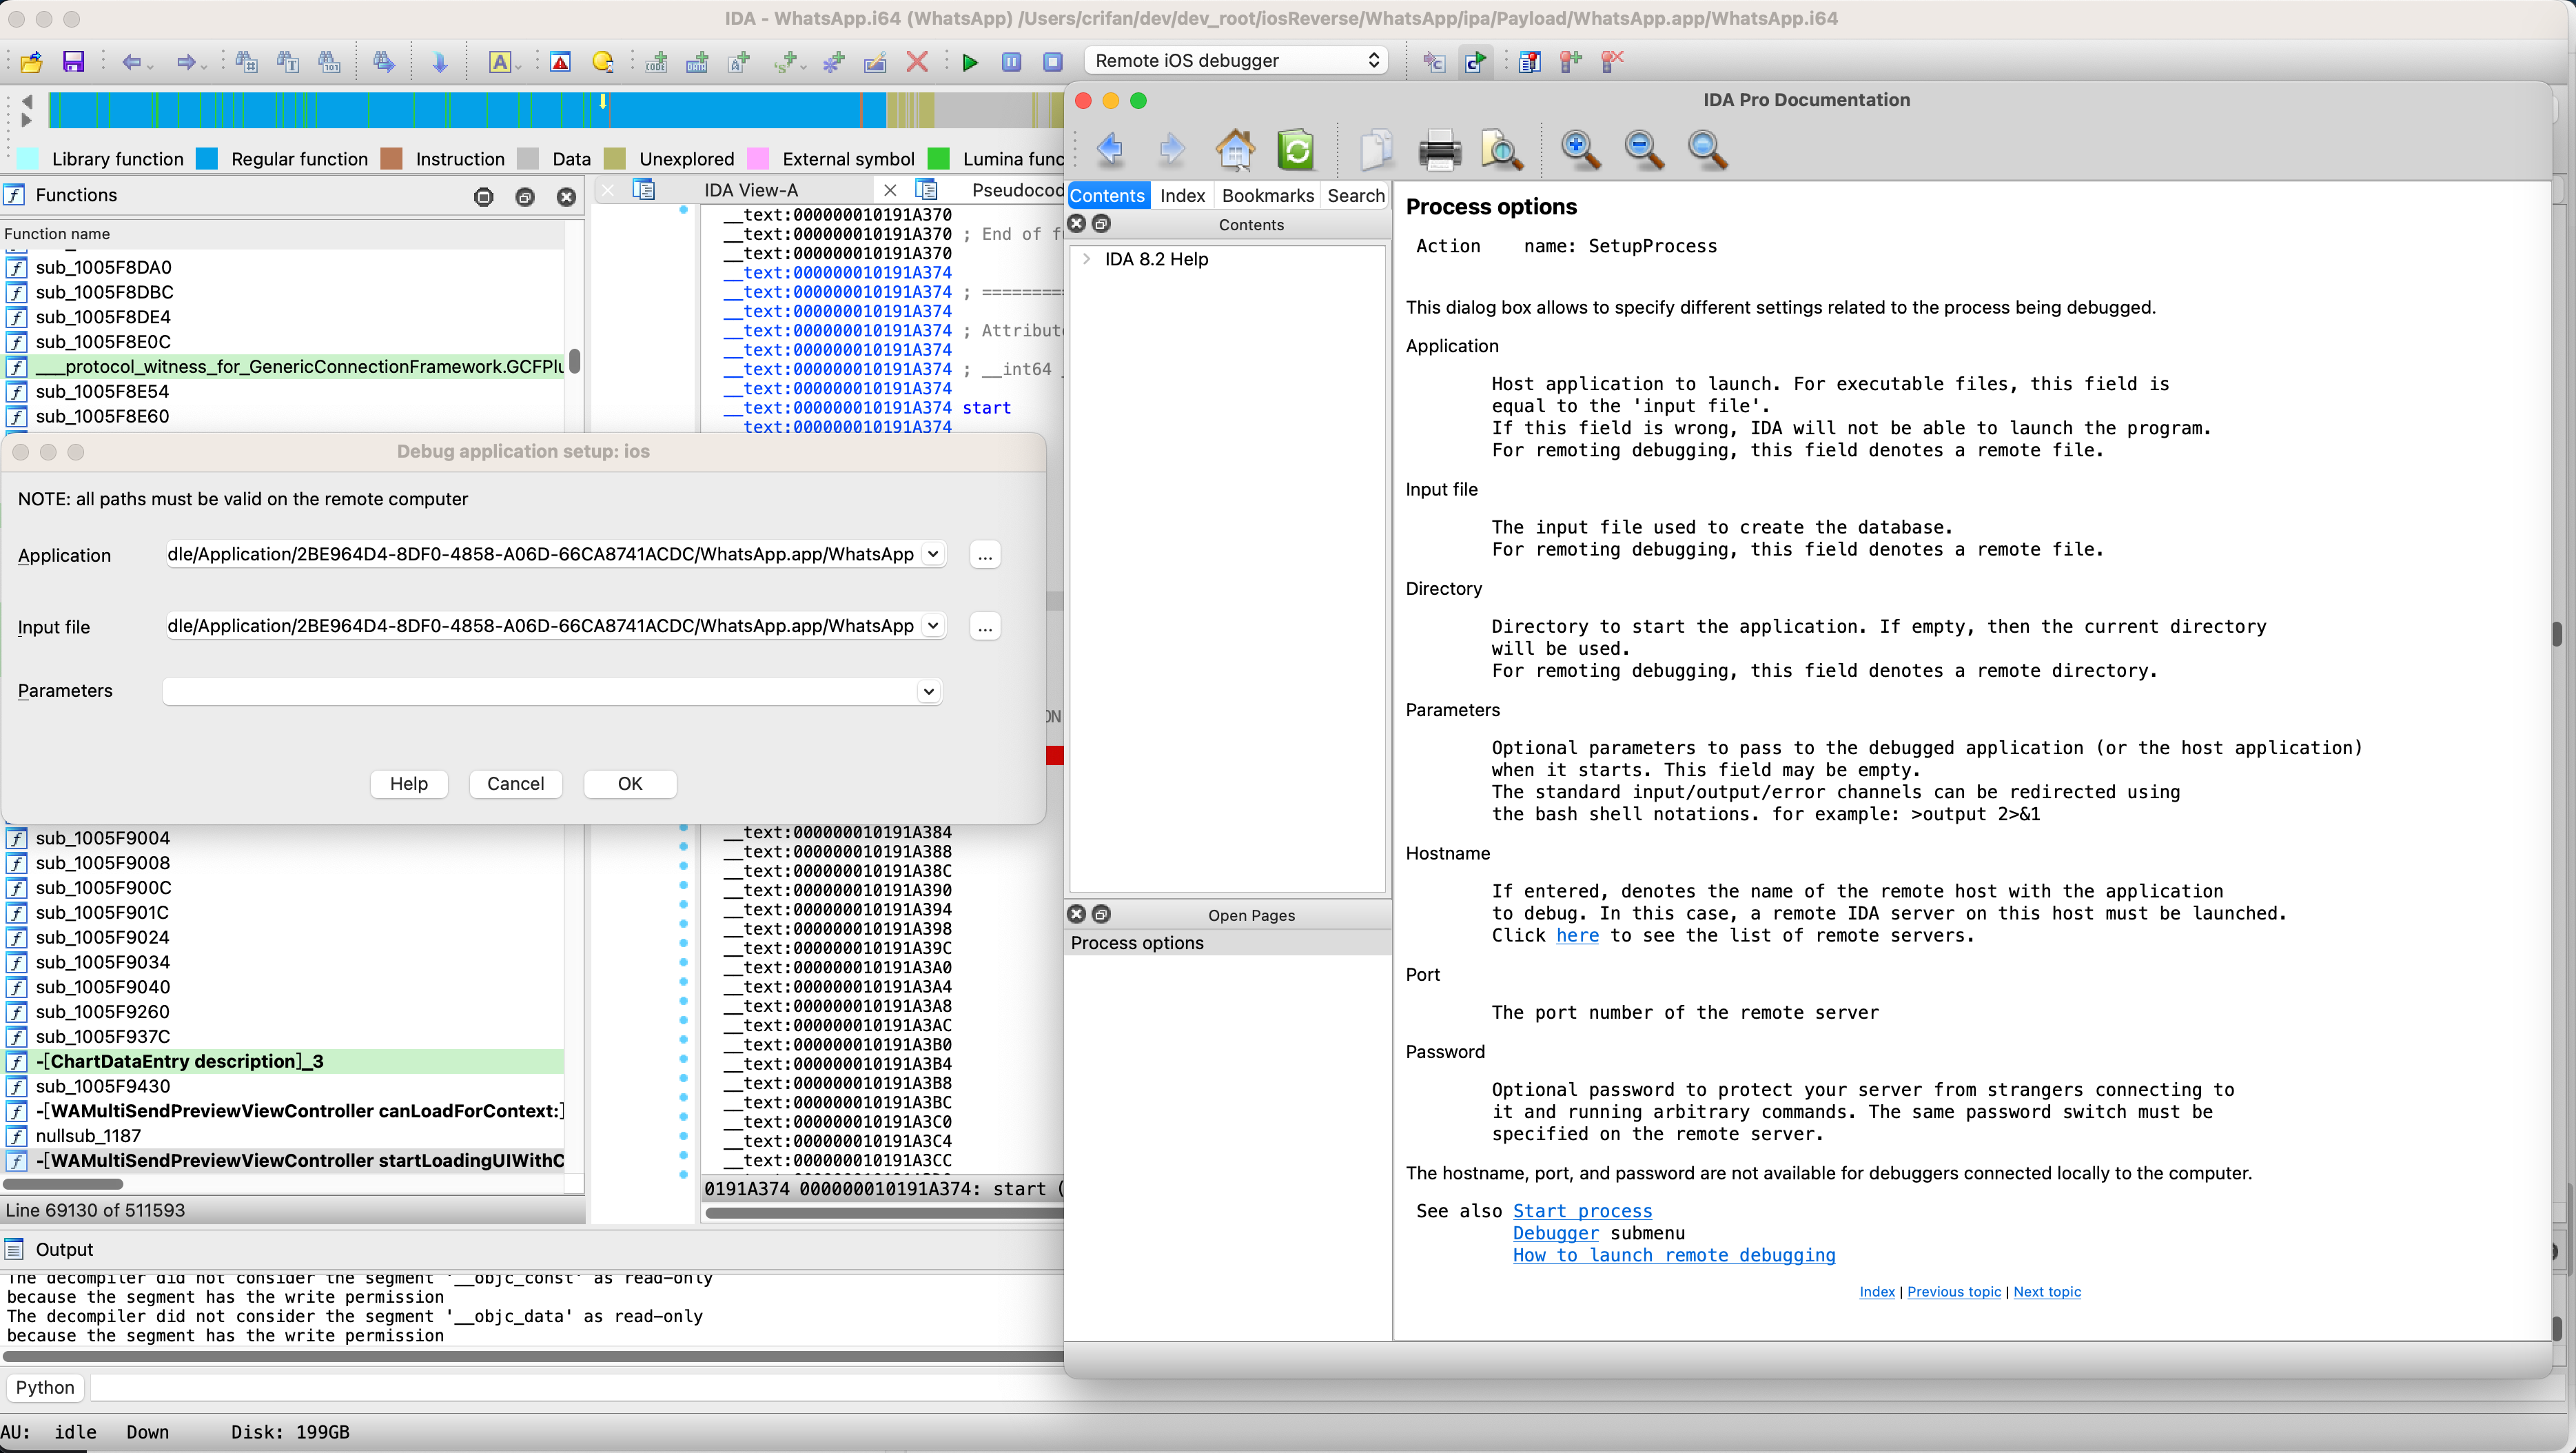 IDA - WhatsApp.i64 (WhatsApp) /Users/crifan/dev/dev_root/iosReverse/WhatsApp/ipa/Payload/WhatsApp.app/WhatsApp.i64
Remote iOS debugger
Library function
Regular function
Instruction
Data
Unexplored
External symbol
Lumina func
Functions
Function name
sub_1005F8DA0
sub_1005F8DBC
sub_1005F8DE4
sub_1005F8E0C
___protocol_witness_for_GenericConnectionFramework.GCFPlu
sub_1005F8E54
sub_1005F8E60
IDA View-A
Pseudocod
__text:000000010191A370
__text:000000010191A370 ; End of f
__text:000000010191A370
__text:000000010191A374
__text:000000010191A374 ; =========
__text:000000010191A374
__text:000000010191A374 ; Attribut
__text:000000010191A374
__text:000000010191A374 ; __int64
__text:000000010191A374
__text:000000010191A374 start
__text:000000010191A374
Debug application setup: ios
NOTE: all paths must be valid on the remote computer
Application
dle/Application/2BE964D4-8DF0-4858-A06D-66CA8741ACDC/WhatsApp.app/WhatsApp
...
Input file
dle/Application/2BE964D4-8DF0-4858-A06D-66CA8741ACDC/WhatsApp.app/WhatsApp
...
Parameters
Help
Cancel
OK
ON
sub_1005F9004
sub_1005F9008
sub_1005F900C
sub_1005F901C
sub_1005F9024
sub_1005F9034
sub_1005F9040
sub_1005F9260
sub_1005F937C
-[ChartDataEntry description]_3
sub_1005F9430
-[WAMultiSendPreviewViewController canLoadForContext:]
nullsub_1187
-[WAMultiSendPreviewViewController startLoadingUIWithC
Line 69130 of 511593
__text:000000010191A384
__text:000000010191A388
__text:000000010191A38C
__text:000000010191A390
__text:000000010191A394
__text:000000010191A398
__text:000000010191A39C
__text:000000010191A3A0
__text:000000010191A3A4
__text:000000010191A3A8
__text:000000010191A3AC
__text:000000010191A3B0
__text:000000010191A3B4
__text:000000010191A3B8
__text:000000010191A3BC
__text:000000010191A3C0
__text:000000010191A3C4
__text:000000010191A3CC
0191A374 000000010191A374: start (
Output
The decompiler did not consider the segment '__objc_const' as read-only
because the segment has the write permission
The decompiler did not consider the segment '__objc_data' as read-only
because the segment has the write permission
Python
AU: idle Down Disk: 199GB
IDA Pro Documentation
Contents
Index
Bookmarks
Search
Contents
IDA 8.2 Help
Open Pages
Process options
Process options
Action name: SetupProcess
This dialog box allows to specify different settings related to the process being debugged.
Application
Host application to launch. For executable files, this field is
equal to the 'input file'.
If this field is wrong, IDA will not be able to launch the program.
For remoting debugging, this field denotes a remote file.
Input file
The input file used to create the database.
For remoting debugging, this field denotes a remote file.
Directory
Directory to start the application. If empty, then the current directory
will be used.
For remoting debugging, this field denotes a remote directory.
Parameters
Optional parameters to pass to the debugged application (or the host application)
when it starts. This field may be empty.
The standard input/output/error channels can be redirected using
the bash shell notations. for example: >output 2>&1
Hostname
If entered, denotes the name of the remote host with the application
to debug. In this case, a remote IDA server on this host must be launched.
Click here to see the list of remote servers.
Port
The port number of the remote server
Password
Optional password to protect your server from strangers connecting to
it and running arbitrary commands. The same password switch must be
specified on the remote server.
The hostname, port, and password are not available for debuggers connected locally to the computer.
See also Start process
Debugger submenu
How to launch remote debugging
Index | Previous topic | Next topic